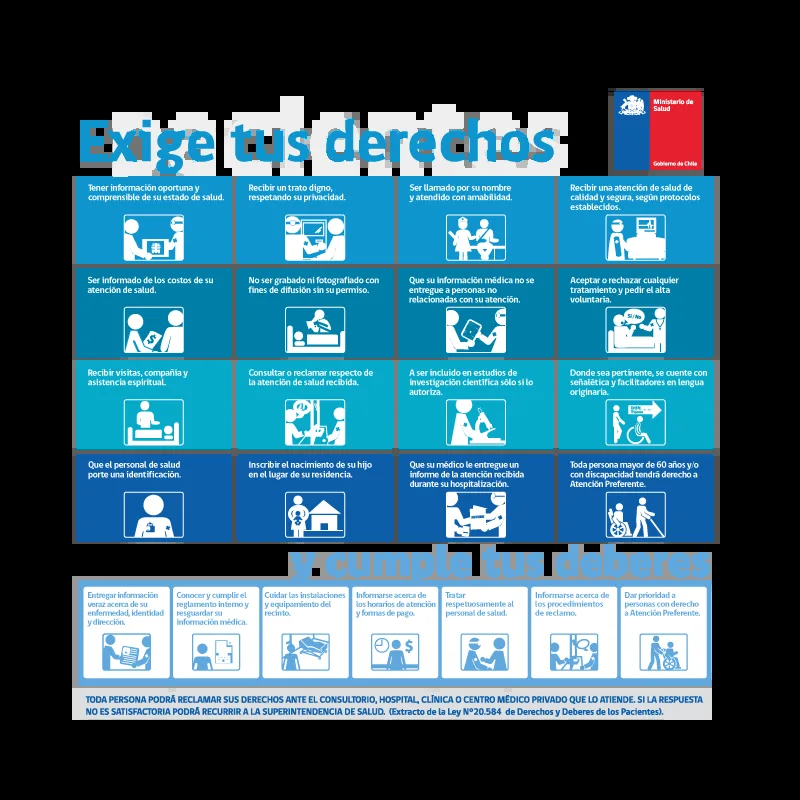 Exige tus derechos
Ministerio de
Salud
Gobierno de Chile
Tener información oportuna y
comprensible de su estado de salud.
Recibir un trato digno,
respetando su privacidad.
Ser llamado por su nombre
y atendido con amabilidad.
Recibir una atención de salud de
calidad y segura, según protocolos
establecidos.
Ser informado de los costos de su
atención de salud.
No ser grabado ni fotografiado con
fines de difusión sin su permiso.
Que su información médica no se
entregue a personas no
relacionadas con su atención.
Aceptar o rechazar cualquier
tratamiento y pedir el alta
voluntaria.
$
Si/No
Recibir visitas, compañia y
asistencia espiritual.
Consultar o reclamar respecto de
la atención de salud recibida.
A ser incluido en estudios de
investigación científica sólo si lo
autoriza.
Donde sea pertinente, se cuente con
señalética y facilitadores en lengua
originaria.
Que el personal de salud
porte una identificación.
Inscribir el nacimiento de su hijo
en el lugar de su residencia.
Que su médico le entregue un
informe de la atención recibida
durante su hospitalización.
Toda persona mayor de 60 años y/o
con discapacidad tendrá derecho a
Atención Preferente.
y cumple tus deberes
Entregar información
veraz acerca de su
enfermedad, identidad
y dirección.
Conocer y cumplir el
reglamento interno y
resguardar su
información médica.
Cuidar las instalaciones
y equipamiento del
recinto.
Informarse acerca de
los horarios de atención
y formas de pago.
Tratar
respetuosamente al
personal de salud.
Informarse acerca de
los procedimientos
de reclamo.
Dar prioridad a
personas con derecho
a Atención Preferente.
$
TODA PERSONA PODRÁ RECLAMAR SUS DERECHOS ANTE EL CONSULTORIO, HOSPITAL, CLÍNICA O CENTRO MÉDICO PRIVADO QUE LO ATIENDE. SI LA RESPUESTA
NO ES SATISFACTORIA PODRÁ RECURRIR A LA SUPERINTENDENCIA DE SALUD. (Extracto de la Ley Nº20.584 de Derechos y Deberes de los Pacientes).